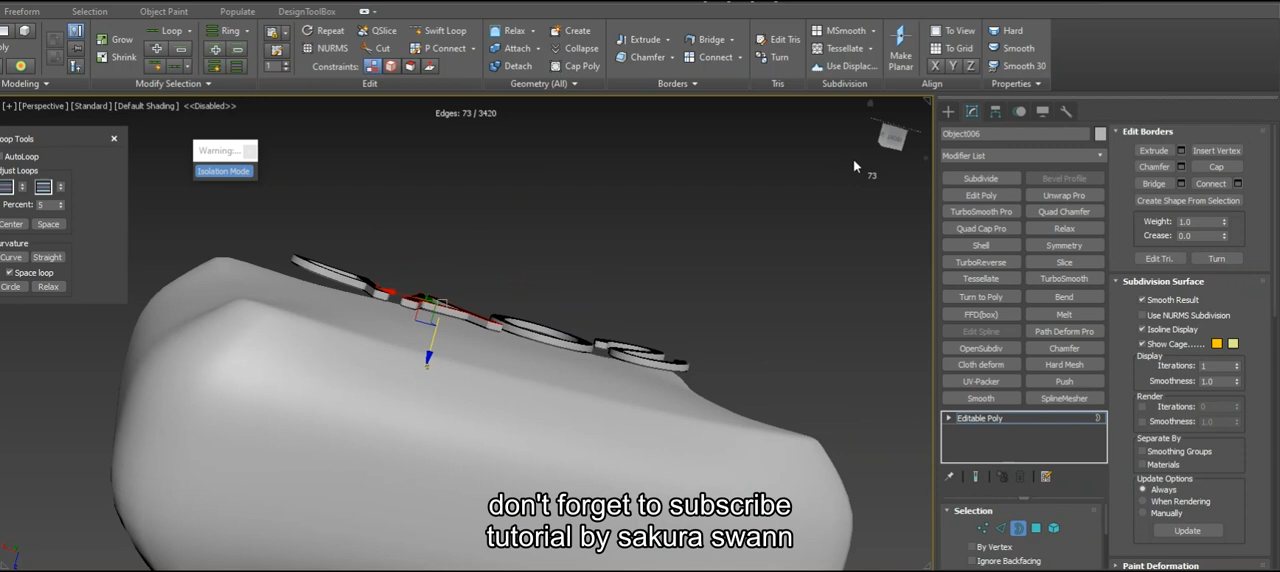 Freeform Selection Object Paint Populate DesignToolBox
Loop Ring Repeat QSlice Swift Loop Relax Create Extrude Bridge Edit Tris MSmooth To View Hard
Grow NURMS Cut P Connect Attach Collapse Chamfer Connect Turn Tessellate Make Planar To Grid Smooth
Shrink 1 Constraints: Detach Cap Poly Use Displac... X Y Z Smooth 30
Modeling Modify Selection Edit Geometry (All) Borders Tris Subdivision Align Properties
[+] [Perspective] [Standard] [Default Shading] <<Disabled>>
Edges: 73 / 3420
oop Tools
AutoLoop
djust Loops
Percent: 5
Center Space
urvature
Curve Straight
Space loop
Circle Relax
Warning:...
Isolation Mode
73
Object006
Modifier List
Subdivide Bevel Profile
Edit Poly Unwrap Pro
TurboSmooth Pro Quad Chamfer
Quad Cap Pro Relax
Shell Symmetry
TurboReverse Slice
Tessellate TurboSmooth
Turn to Poly Bend
FFD(box) Melt
Edit Spline Path Deform Pro
OpenSubdiv Chamfer
Cloth deform Hard Mesh
UV-Packer Push
Smooth SplineMesher
Editable Poly
Selection
By Vertex
Ignore Backfacing
Edit Borders
Extrude Insert Vertex
Chamfer Cap
Bridge Connect
Create Shape From Selection
Weight: 1.0
Crease: 0.0
Edit Tri. Turn
Subdivision Surface
Smooth Result
Use NURMS Subdivision
Isoline Display
Show Cage......
Display
Iterations: 1
Smoothness: 1.0
Render
Iterations: 0
Smoothness: 1.0
Separate By
Smoothing Groups
Materials
Update Options
Always
When Rendering
Manually
Update
Paint Deformation
don't forget to subscribe
tutorial by sakura swann